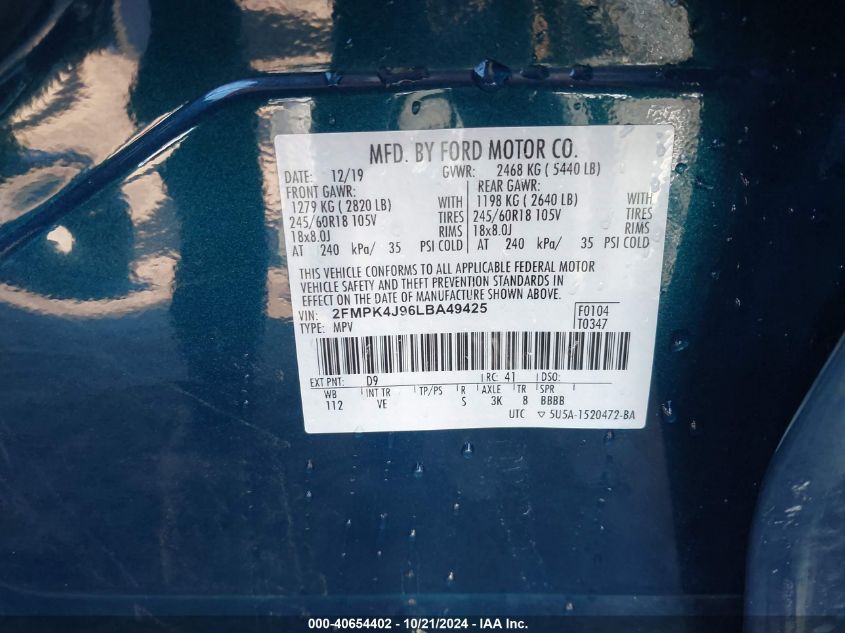 MFD. BY FORD MOTOR CO.
DATE: 12/19 GVWR: 2468 KG ( 5440 LB)
FRONT GAWR: REAR GAWR:
1279 KG ( 2820 LB) WITH 1198 KG ( 2640 LB) WITH
245/60R18 105V TIRES 245/60R18 105V TIRES
18x8.0J RIMS 18x8.0J RIMS
AT 240 kPa/ 35 PSI COLD AT 240 kPa/ 35 PSI COLD
THIS VEHICLE CONFORMS TO ALL APPLICABLE FEDERAL MOTOR
VEHICLE SAFETY AND THEFT PREVENTION STANDARDS IN
EFFECT ON THE DATE OF MANUFACTURE SHOWN ABOVE.
VIN: 2FMPK4J96LBA49425 F0104
TYPE: MPV T0347
EXT PNT: D9 RC: 41 DSO:
WB INT TR TP/PS R AXLE TR SPR
112 VE S 3K 8 BBBB
UTC ▽ 5U5A-1520472-BA
000-40654402 - 10/21/2024 - IAA Inc.